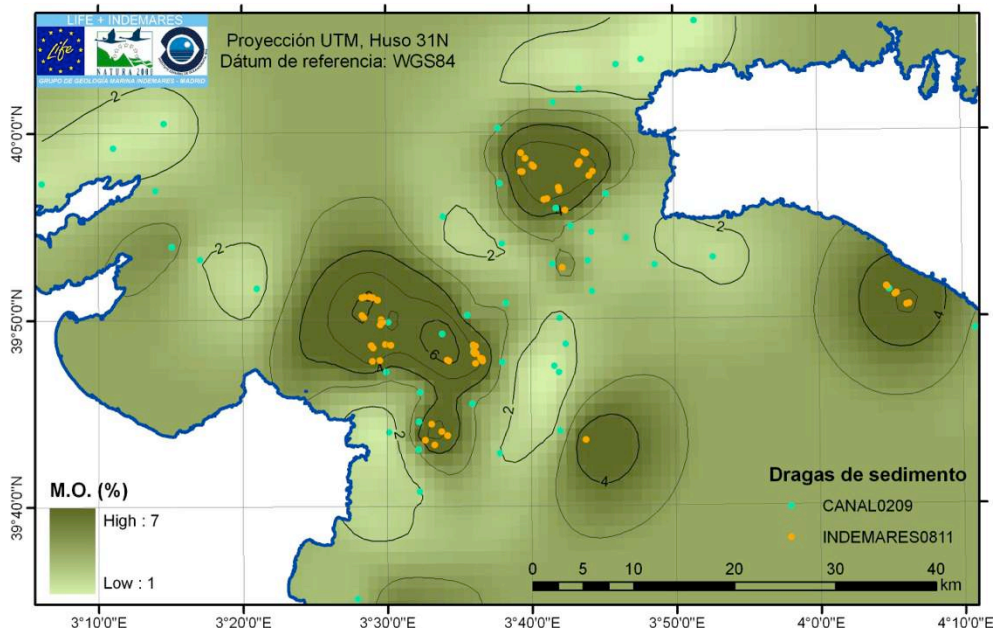 LIFE + INDEMARES
Life
NATURA 2000
GRUPO DE GEOLOGÍA MARINA INDEMARES - MADRID
Proyección UTM, Huso 31N
Dátum de referencia: WGS84
2
2
2
2
2
2
2
4
4
4
6
40°0'0"N
39°50'0"N
39°40'0"N
M.O. (%)
High : 7
Low : 1
Dragas de sedimento
CANAL0209
INDEMARES0811
0 5 10 20 30 40
km
3°10'0"E 3°20'0"E 3°30'0"E 3°40'0"E 3°50'0"E 4°0'0"E 4°10'0"E